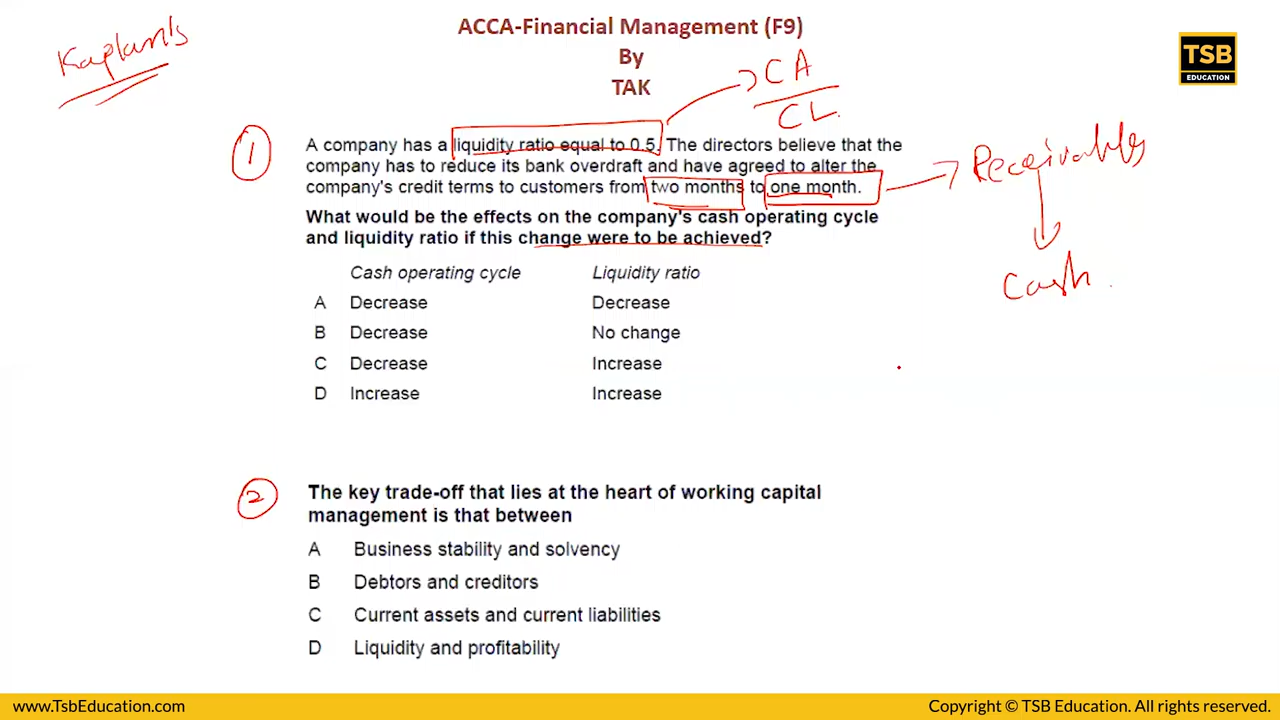 ACCA-Financial Management (F9)
By
TAK
Kaplan's
TSB
EDUCATION
CA
CL
1
A company has a liquidity ratio equal to 0.5. The directors believe that the
company has to reduce its bank overdraft and have agreed to alter the
company's credit terms to customers from two months to one month.
Receivables
Cash
What would be the effects on the company's cash operating cycle
and liquidity ratio if this change were to be achieved?
Cash operating cycle Liquidity ratio
A Decrease Decrease
B Decrease No change
C Decrease Increase
D Increase Increase
2
The key trade-off that lies at the heart of working capital
management is that between
A Business stability and solvency
B Debtors and creditors
C Current assets and current liabilities
D Liquidity and profitability
www.TsbEducation.com
Copyright © TSB Education. All rights reserved.